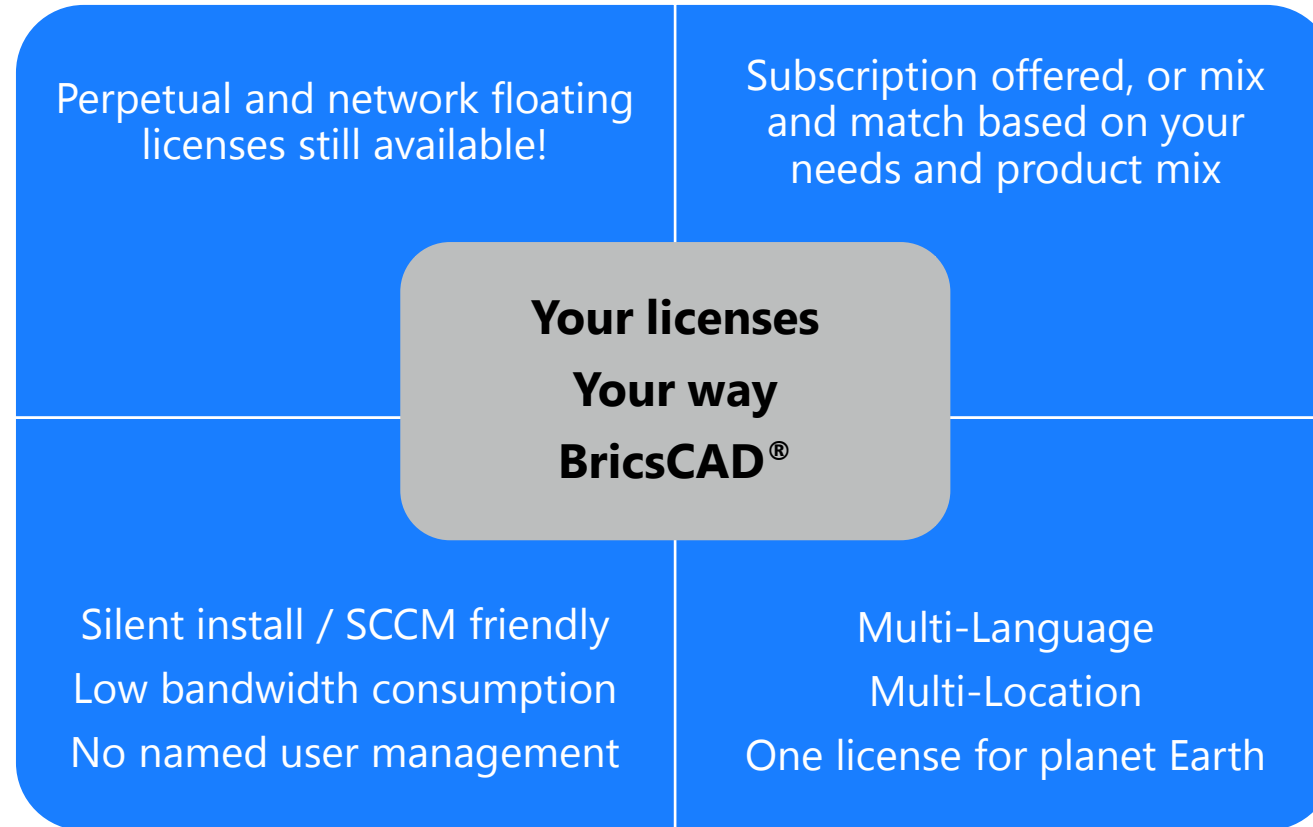 Perpetual and network floating
licenses still available!
Subscription offered, or mix
and match based on your
needs and product mix
Your licenses
Your way
BricsCAD®
Silent install / SCCM friendly
Low bandwidth consumption
No named user management
Multi-Language
Multi-Location
One license for planet Earth